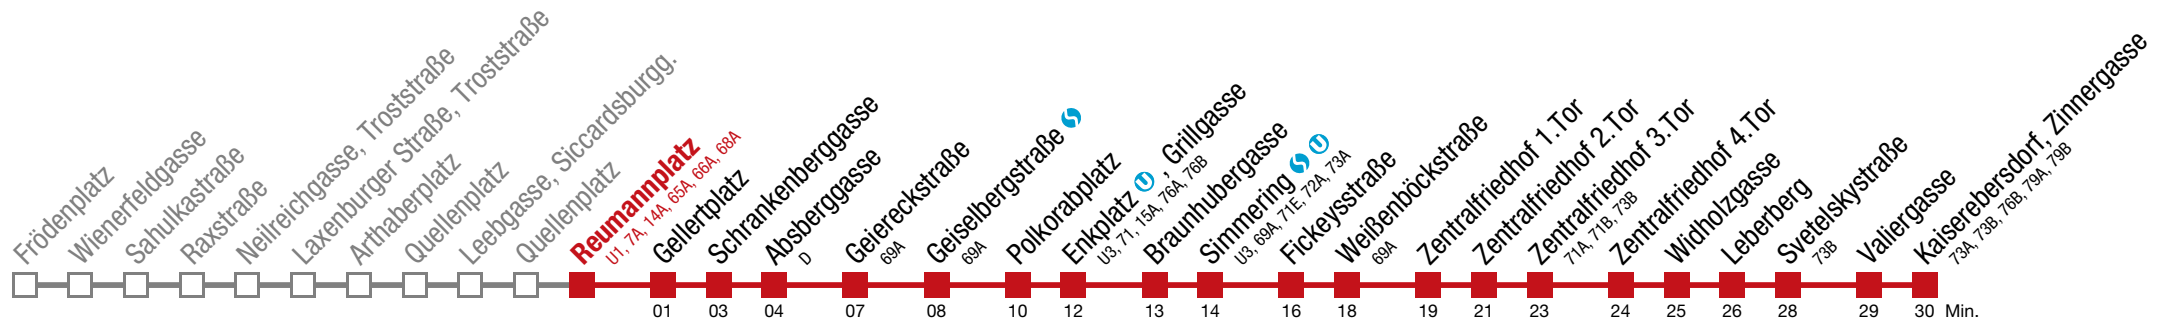 Frödenplatz
Wienerfeldgasse
Sahulkastraße
Raxstraße
Neilreichgasse, Troststraße
Laxenburger Straße, Troststraße
Arthaberplatz
Quellenplatz
Leebgasse, Siccardsburgg.
Quellenplatz
Reumannplatz
U1, 7A, 14A, 65A, 66A, 68A
Gellertplatz
Schrankenberggasse
Absberggasse
D
Geiereckstraße
69A
Geiselbergstraße S
69A
Polkorabplatz
Enkplatz U , Grillgasse
U3, 71, 15A, 76A, 76B
Braunhubergasse
Simmering S U
U3, 69A, 71E, 72A, 73A
Fickeysstraße
Weißenböckstraße
69A
Zentralfriedhof 1.Tor
Zentralfriedhof 2.Tor
Zentralfriedhof 3.Tor
71A, 71B, 73B
Zentralfriedhof 4.Tor
Widholzgasse
Leberberg
Svetelskystraße
73B
Valiergasse
Kaiserebersdorf, Zinnergasse
73A, 73B, 76B, 79A, 79B
01 03 04 07 08 10 12 13 14 16 18 19 21 23 24 25 26 28 29 30 Min.